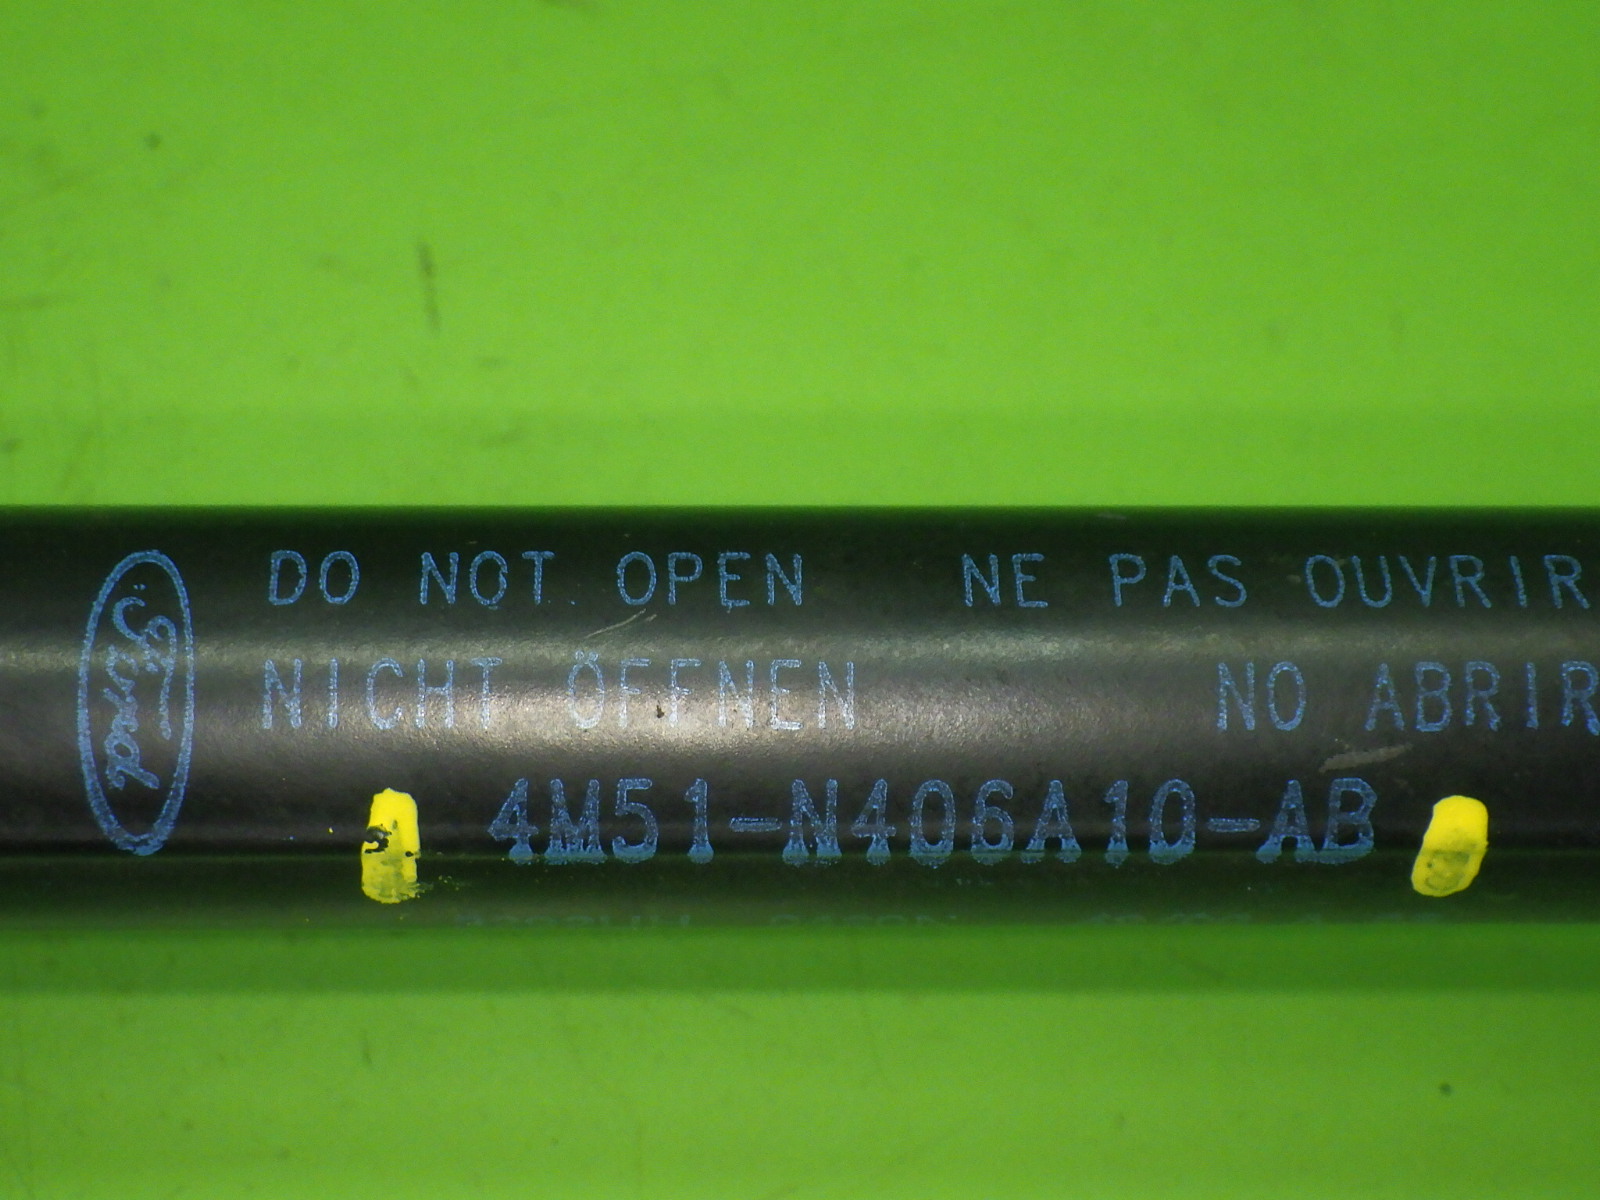 Ford
DO NOT OPEN NE PAS OUVRIR
NICHT ÖFFNEN NO ABRIR
4M51-N406A10-AB